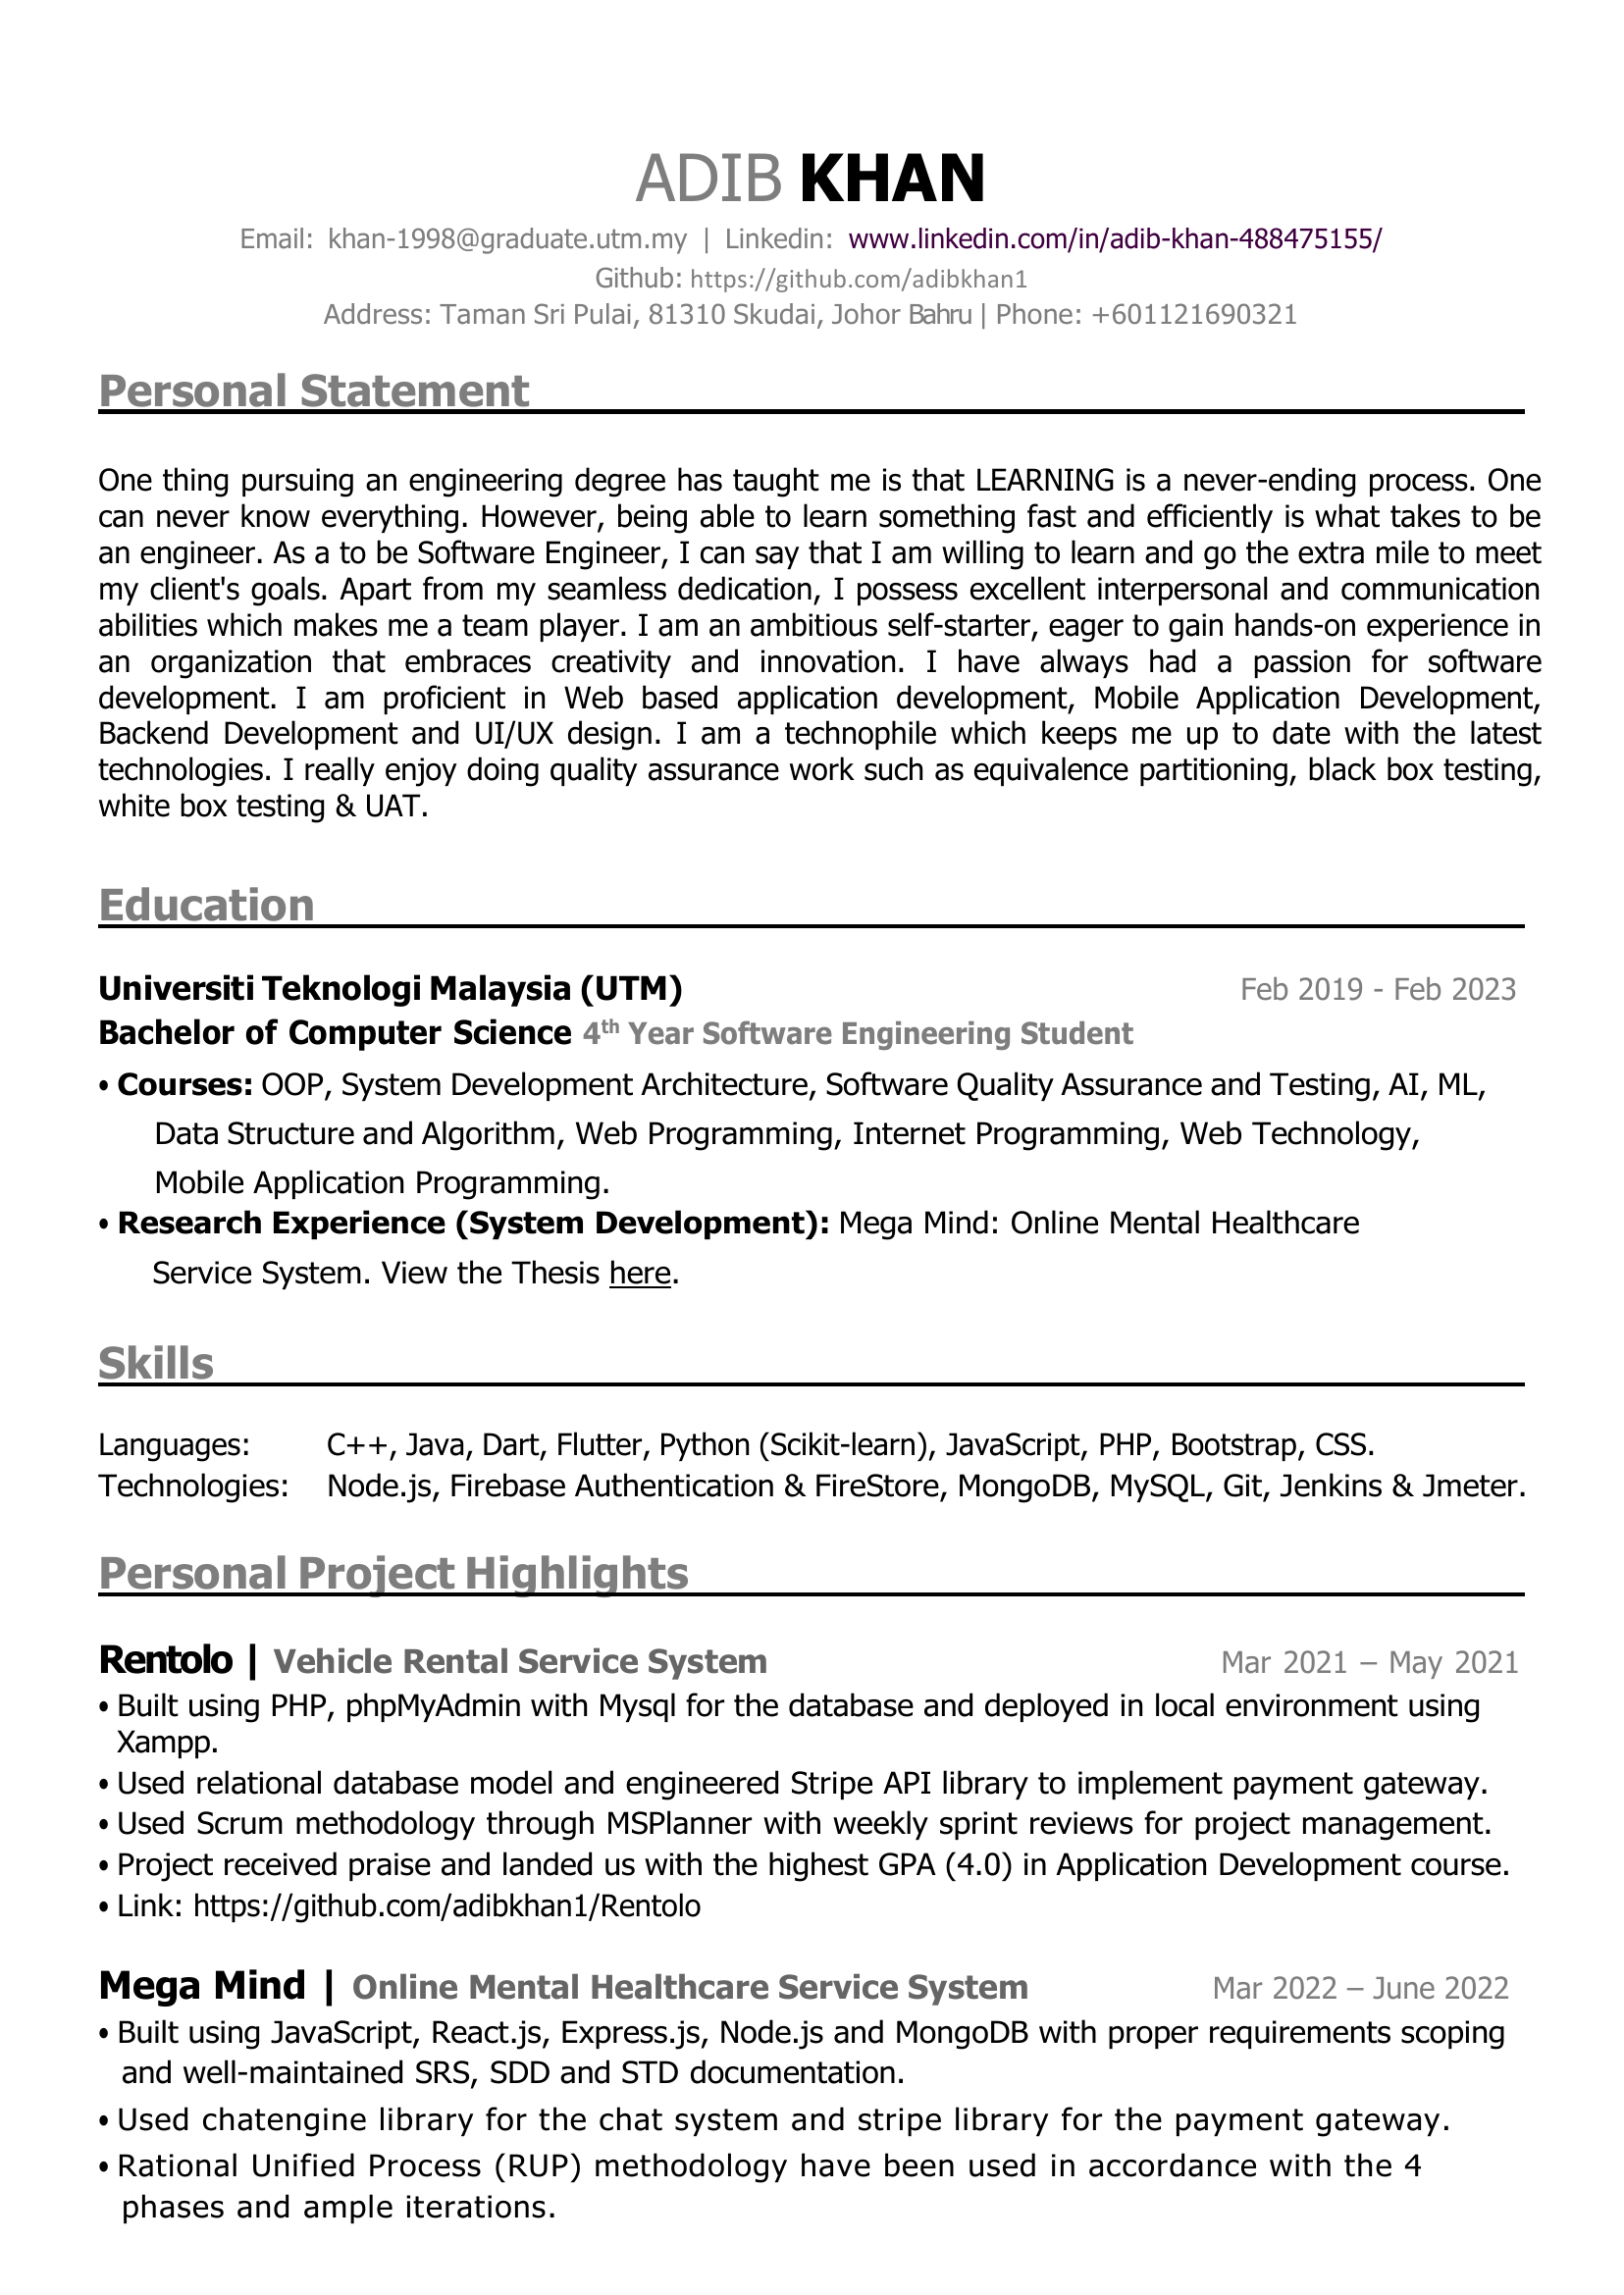 ADIB KHAN
Email: khan-1998@graduate.utm.my | Linkedin: www.linkedin.com/in/adib-khan-488475155/
Github: https://github.com/adibkhan1
Address: Taman Sri Pulai, 81310 Skudai, Johor Bahru | Phone: +601121690321
Personal Statement
One thing pursuing an engineering degree has taught me is that LEARNING is a never-ending process. One
can never know everything. However, being able to learn something fast and efficiently is what takes to be
an engineer. As a to be Software Engineer, I can say that I am willing to learn and go the extra mile to meet
my client's goals. Apart from my seamless dedication, I possess excellent interpersonal and communication
abilities which makes me a team player. I am an ambitious self-starter, eager to gain hands-on experience in
an organization that embraces creativity and innovation. I have always had a passion for software
development. I am proficient in Web based application development, Mobile Application Development,
Backend Development and UI/UX design. I am a technophile which keeps me up to date with the latest
technologies. I really enjoy doing quality assurance work such as equivalence partitioning, black box testing,
white box testing & UAT.
Education
Universiti Teknologi Malaysia (UTM) Feb 2019 - Feb 2023
Bachelor of Computer Science 4th Year Software Engineering Student
• Courses: OOP, System Development Architecture, Software Quality Assurance and Testing, AI, ML,
Data Structure and Algorithm, Web Programming, Internet Programming, Web Technology,
Mobile Application Programming.
• Research Experience (System Development): Mega Mind: Online Mental Healthcare
Service System. View the Thesis here.
Skills
Languages: C++, Java, Dart, Flutter, Python (Scikit-learn), JavaScript, PHP, Bootstrap, CSS.
Technologies: Node.js, Firebase Authentication & FireStore, MongoDB, MySQL, Git, Jenkins & Jmeter.
Personal Project Highlights
Rentolo | Vehicle Rental Service System Mar 2021 – May 2021
• Built using PHP, phpMyAdmin with Mysql for the database and deployed in local environment using
Xampp.
• Used relational database model and engineered Stripe API library to implement payment gateway.
• Used Scrum methodology through MSPlanner with weekly sprint reviews for project management.
• Project received praise and landed us with the highest GPA (4.0) in Application Development course.
• Link: https://github.com/adibkhan1/Rentolo
Mega Mind | Online Mental Healthcare Service System Mar 2022 – June 2022
• Built using JavaScript, React.js, Express.js, Node.js and MongoDB with proper requirements scoping
and well-maintained SRS, SDD and STD documentation.
• Used chatengine library for the chat system and stripe library for the payment gateway.
• Rational Unified Process (RUP) methodology have been used in accordance with the 4
phases and ample iterations.